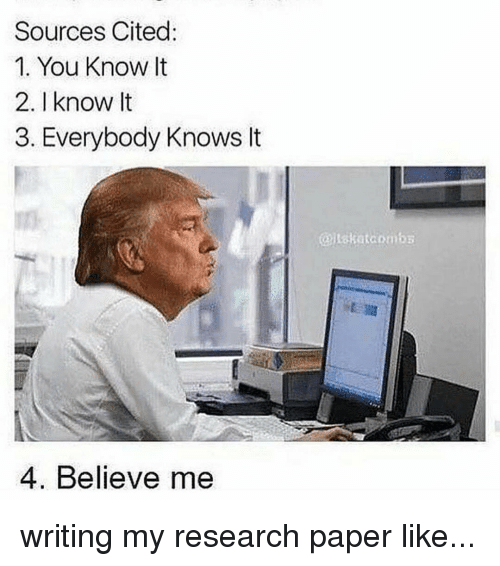 Sources Cited:
1. You Know It
2. I know It
3. Everybody Knows It
@Itskatcombs
4. Believe me
writing my research paper like...